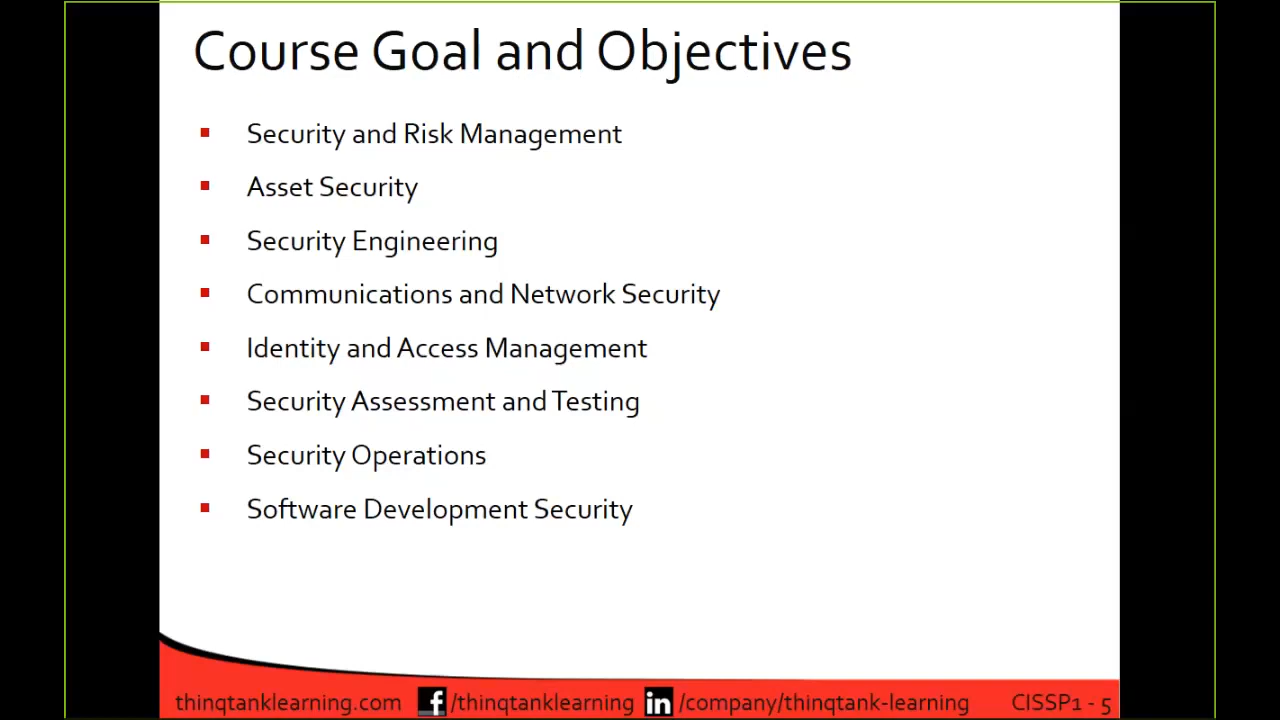 Course Goal and Objectives
Security and Risk Management
Asset Security
Security Engineering
Communications and Network Security
Identity and Access Management
Security Assessment and Testing
Security Operations
Software Development Security
thinqtanklearning.com f /thinqtanklearning in /company/thinqtank-learning CISSP1 - 5